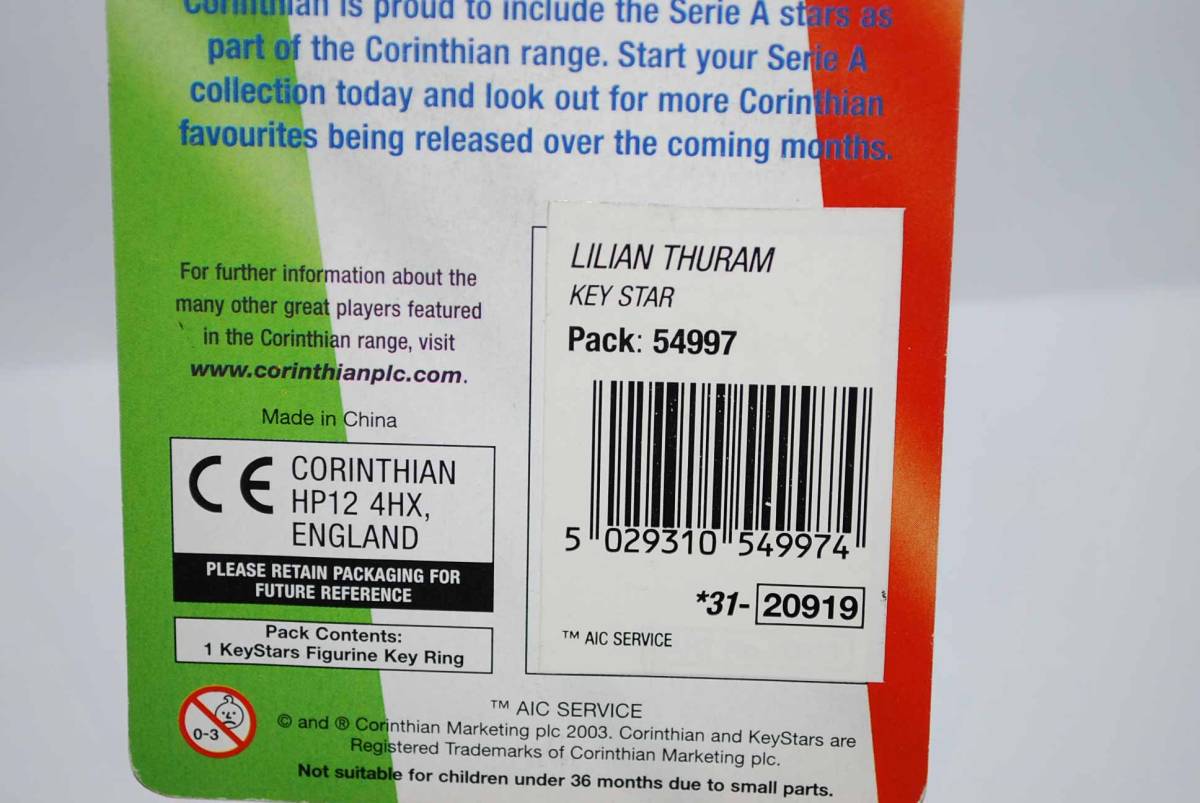 Corinthian is proud to include the Serie A stars as
part of the Corinthian range. Start your Serie A
collection today and look out for more Corinthian
favourites being released over the coming months.
For further information about the
many other great players featured
in the Corinthian range, visit
www.corinthianplc.com.
Made in China
CE CORINTHIAN
HP12 4HX,
ENGLAND
PLEASE RETAIN PACKAGING FOR
FUTURE REFERENCE
Pack Contents:
1 KeyStars Figurine Key Ring
LILIAN THURAM
KEY STAR
Pack: 54997
5 029310 549974
*31-20919
™ AIC SERVICE
0-3
™ AIC SERVICE
© and ® Corinthian Marketing plc 2003. Corinthian and KeyStars are
Registered Trademarks of Corinthian Marketing plc.
Not suitable for children under 36 months due to small parts.